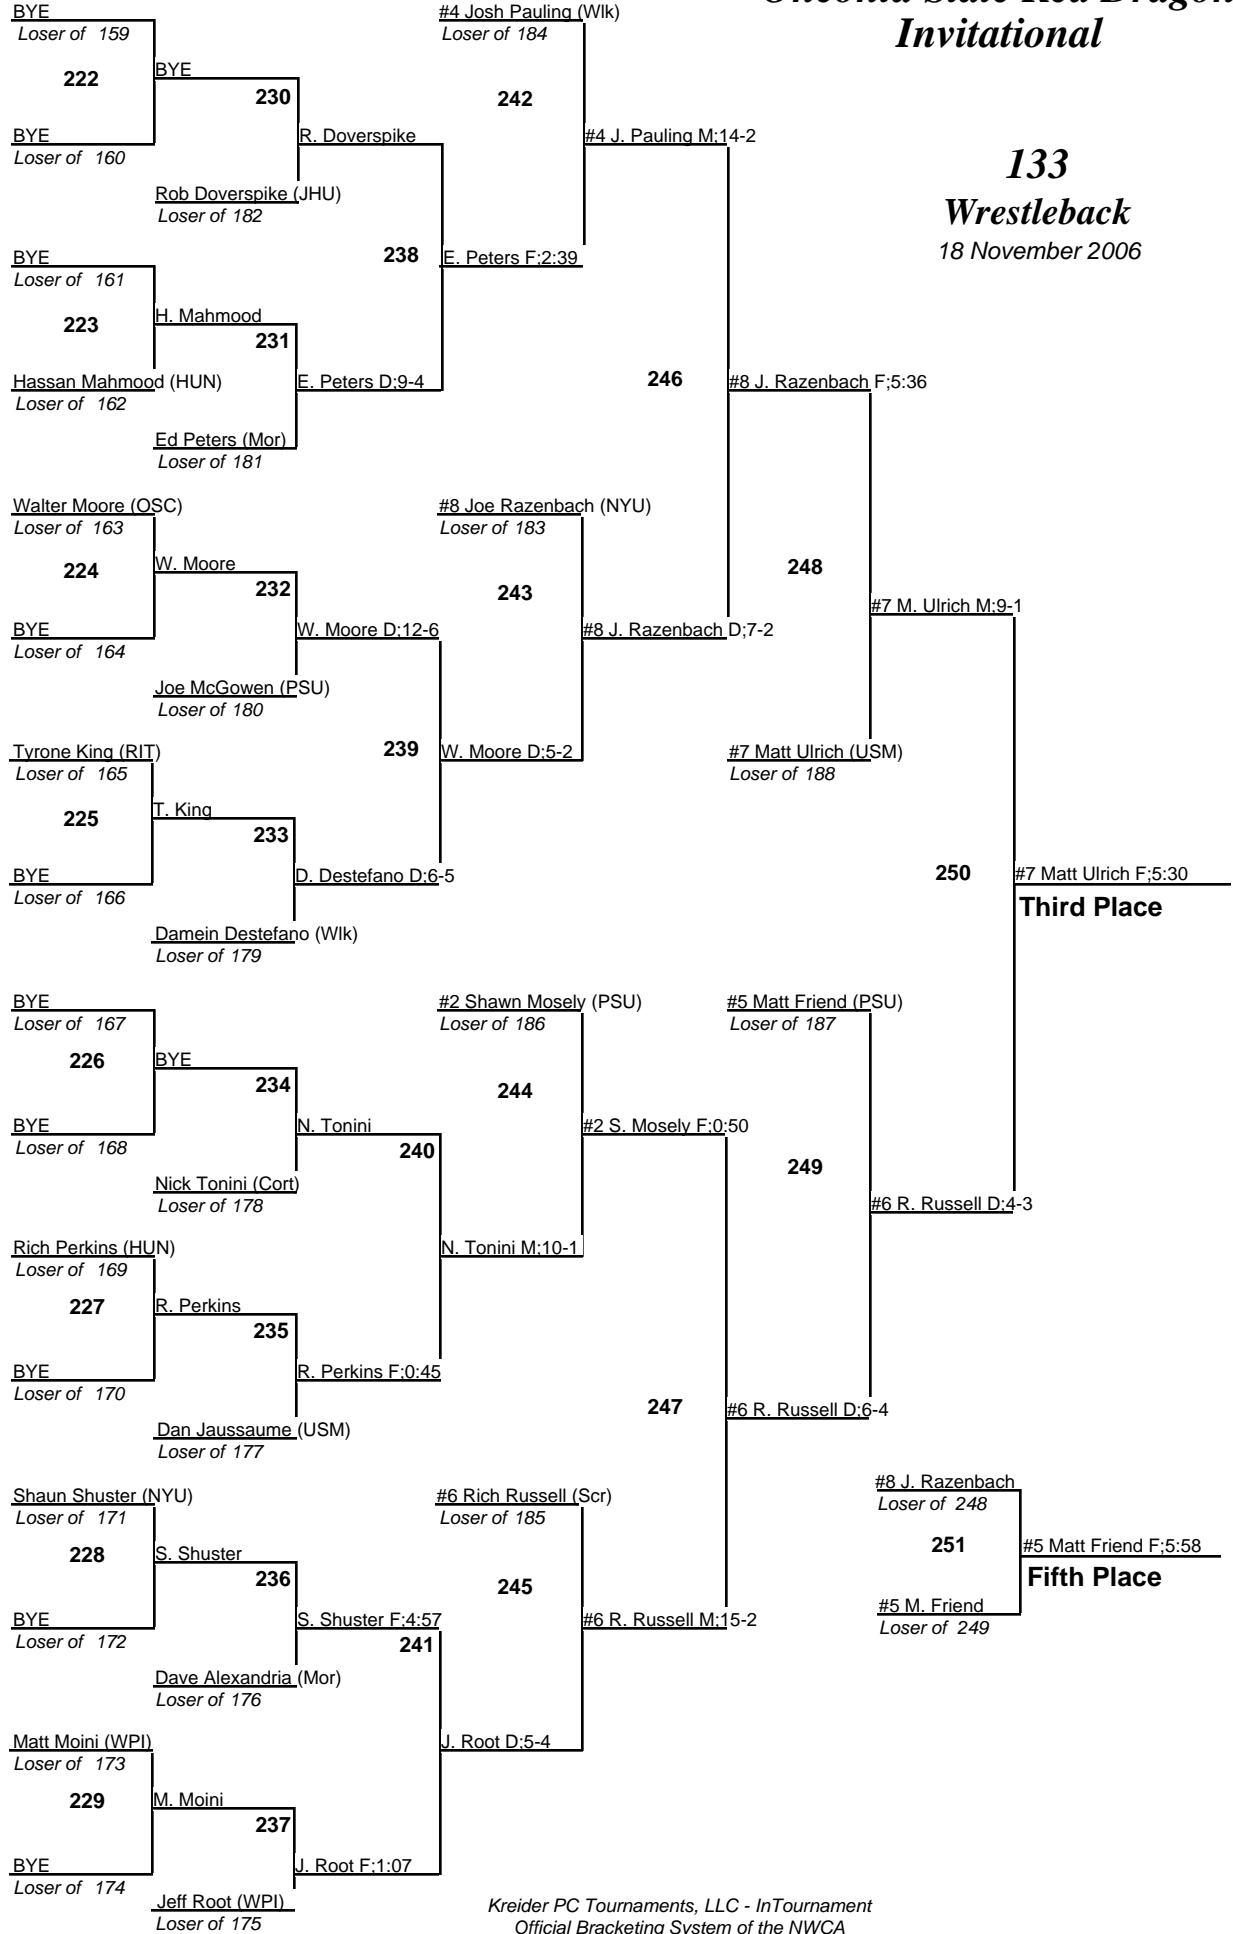 Invitational
133
Wrestleback
18 November 2006
BYE
Loser of 159
222
BYE
Loser of 160
BYE
230
Rob Doverspike (JHU)
Loser of 182
R. Doverspike
BYE
Loser of 161
223
Hassan Mahmood (HUN)
Loser of 162
H. Mahmood
231
Ed Peters (Mor)
Loser of 181
E. Peters D;9-4
238
E. Peters F;2:39
#4 Josh Pauling (Wlk)
Loser of 184
242
#4 J. Pauling M;14-2
Walter Moore (OSC)
Loser of 163
224
BYE
Loser of 164
W. Moore
232
Joe McGowen (PSU)
Loser of 180
W. Moore D;12-6
Tyrone King (RIT)
Loser of 165
225
BYE
Loser of 166
T. King
233
Damein Destefano (Wlk)
Loser of 179
D. Destefano D;6-5
239
W. Moore D;5-2
#8 Joe Razenbach (NYU)
Loser of 183
243
#8 J. Razenbach D;7-2
246
#8 J. Razenbach F;5:36
248
#7 Matt Ulrich (USM)
Loser of 188
#7 M. Ulrich M;9-1
250
#7 Matt Ulrich F;5:30
Third Place
BYE
Loser of 167
226
BYE
Loser of 168
BYE
234
Nick Tonini (Cort)
Loser of 178
N. Tonini
240
Rich Perkins (HUN)
Loser of 169
227
BYE
Loser of 170
R. Perkins
235
Dan Jaussaume (USM)
Loser of 177
R. Perkins F;0:45
N. Tonini M;10-1
#2 Shawn Mosely (PSU)
Loser of 186
244
#2 S. Mosely F;0:50
#5 Matt Friend (PSU)
Loser of 187
249
#6 R. Russell D;4-3
247
#6 R. Russell D;6-4
Shaun Shuster (NYU)
Loser of 171
228
BYE
Loser of 172
S. Shuster
236
Dave Alexandria (Mor)
Loser of 176
S. Shuster F;4:57
241
Matt Moini (WPI)
Loser of 173
229
BYE
Loser of 174
M. Moini
237
Jeff Root (WPI)
Loser of 175
J. Root F;1:07
J. Root D;5-4
#6 Rich Russell (Scr)
Loser of 185
245
#6 R. Russell M;15-2
#8 J. Razenbach
Loser of 248
251
#5 M. Friend
Loser of 249
#5 Matt Friend F;5:58
Fifth Place
Kreider PC Tournaments, LLC - InTournament
Official Bracketing System of the NWCA